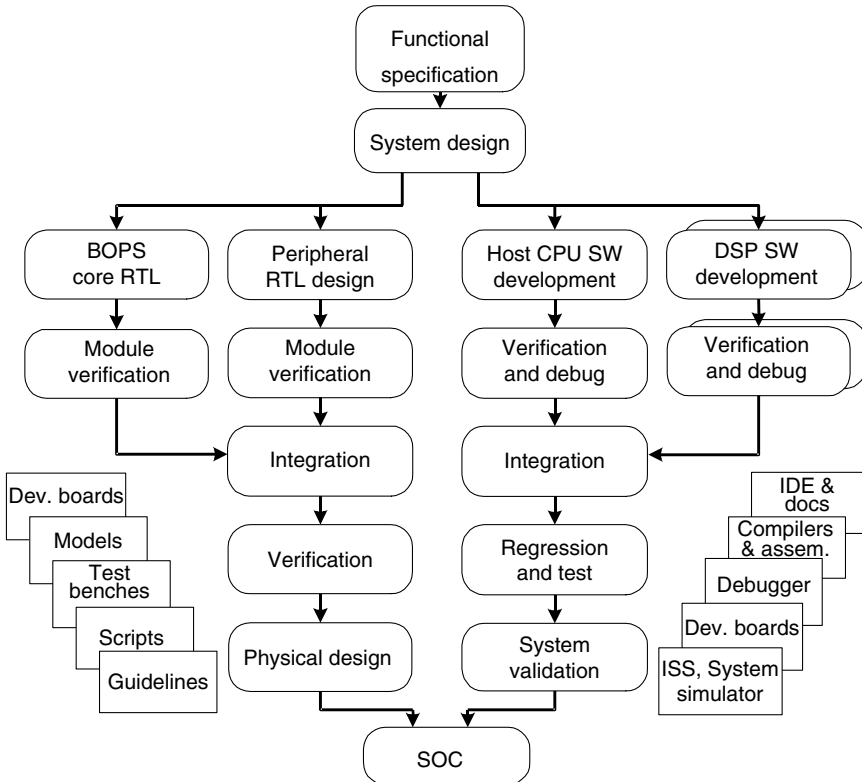 Functional
specification
System design
BOPS
core RTL
Peripheral
RTL design
Host CPU SW
development
DSP SW
development
Module
verification
Module
verification
Verification
and debug
Verification
and debug
Integration
Integration
Dev. boards
Models
Test
benches
Scripts
Guidelines
Verification
Regression
and test
Physical design
System
validation
IDE &
docs
Compilers
& assem.
Debugger
Dev. boards
ISS, System
simulator
SOC